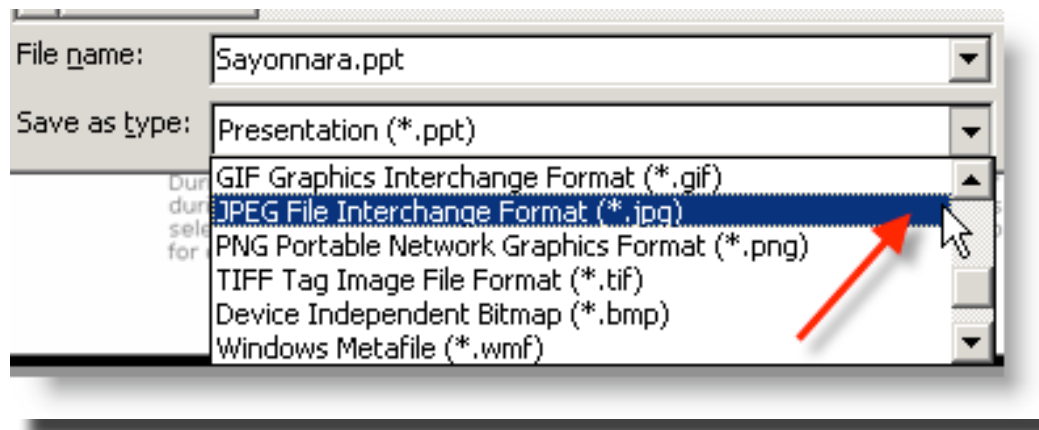 File name: Sayonnara.ppt
Save as type: Presentation (*.ppt)
GIF Graphics Interchange Format (*.gif)
JPEG File Interchange Format (*.jpg)
PNG Portable Network Graphics Format (*.png)
TIFF Tag Image File Format (*.tif)
Device Independent Bitmap (*.bmp)
Windows Metafile (*.wmf)